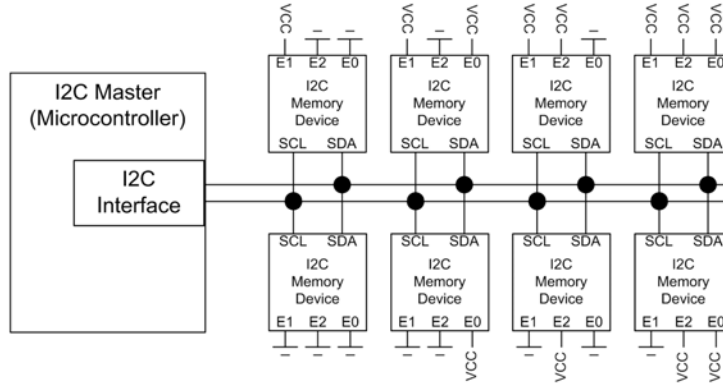 VCC VCC VCC VCC VCC VCC VCC VCC
E1 E2 E0 E1 E2 E0 E1 E2 E0 E1 E2 E0
I2C Master
(Microcontroller)
I2C
Memory
Device
I2C
Memory
Device
I2C
Memory
Device
I2C
Memory
Device
SCL SDA SCL SDA SCL SDA SCL SDA
I2C
Interface
SCL SDA SCL SDA SCL SDA SCL SDA
I2C
Memory
Device
I2C
Memory
Device
I2C
Memory
Device
I2C
Memory
Device
E1 E2 E0 E1 E2 E0 E1 E2 E0 E1 E2 E0
VCC VCC VCC VCC